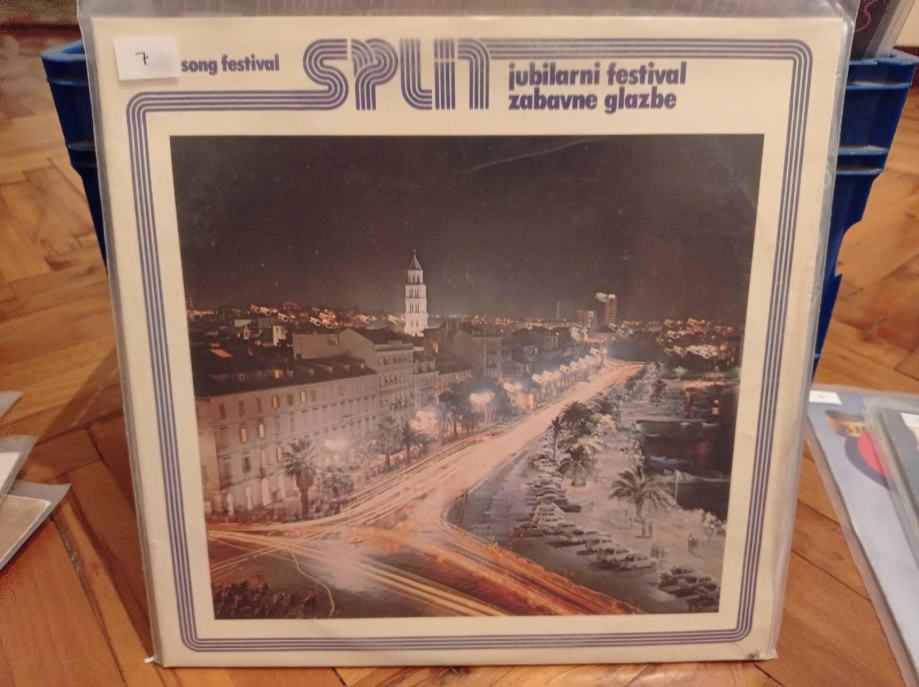 7
song festival
SPLIT
jubilarni festival
zabavne glazbe